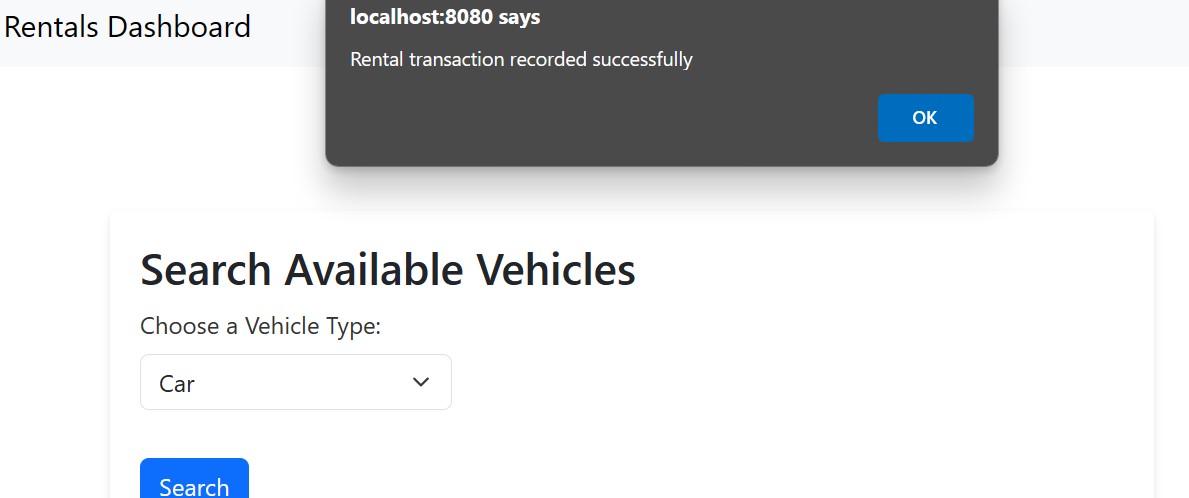 Rentals Dashboard
localhost:8080 says
Rental transaction recorded successfully
OK
Search Available Vehicles
Choose a Vehicle Type:
Car
Search